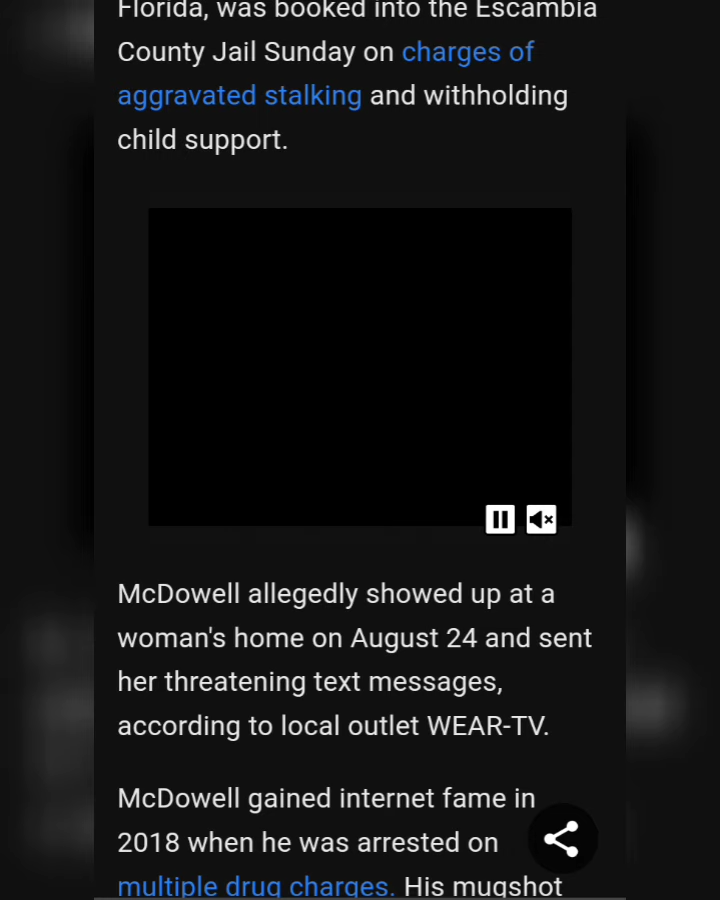 Florida, was booked into the Escambia
County Jail Sunday on charges of
aggravated stalking and withholding
child support.
McDowell allegedly showed up at a
woman's home on August 24 and sent
her threatening text messages,
according to local outlet WEAR-TV.
McDowell gained internet fame in
2018 when he was arrested on
multiple drug charges. His mugshot